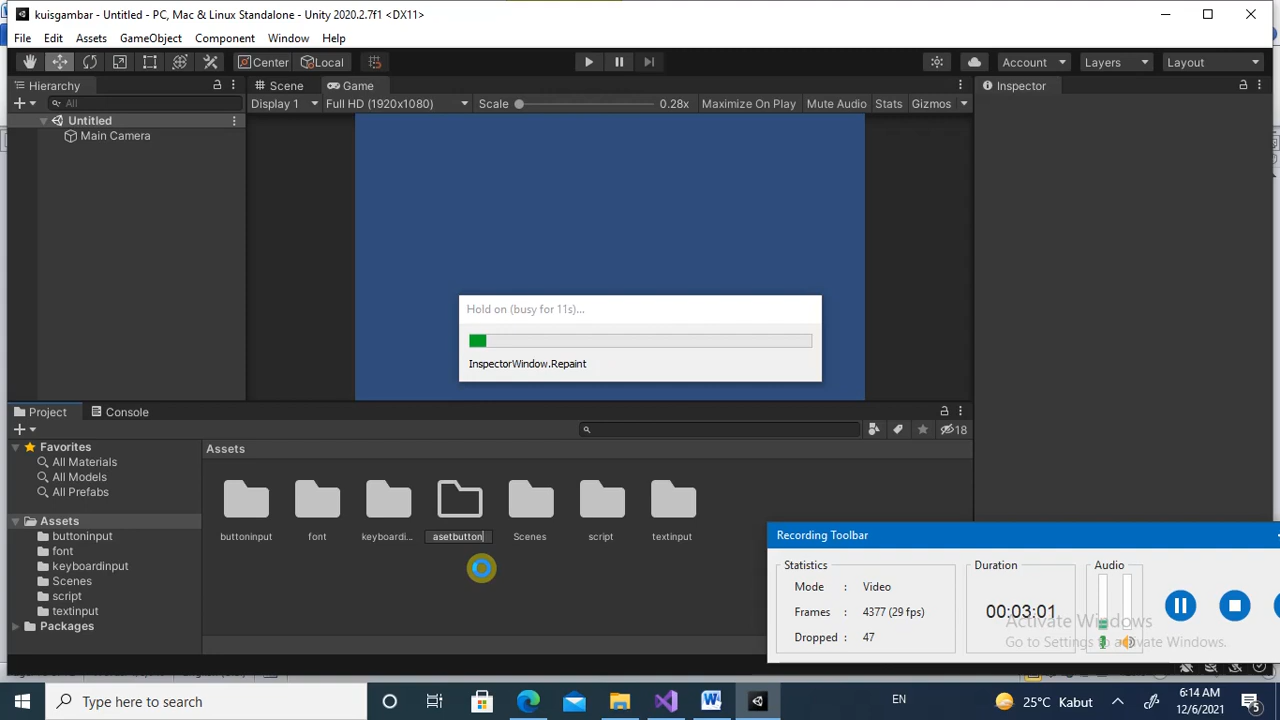 kuisgambar - Untitled - PC, Mac & Linux Standalone - Unity 2020.2.7f1 <DX11>
File Edit Assets GameObject Component Window Help
Center Local Account Layers Layout
Hierarchy Scene Game Inspector
All Display 1 Full HD (1920x1080) Scale 0.28x Maximize On Play Mute Audio Stats Gizmos
Untitled
Main Camera
Hold on (busy for 11s)...
InspectorWindow.Repaint
Project Console
18
Favorites
All Materials
All Models
All Prefabs
Assets
buttoninput
font
keyboardinput
Scenes
script
textinput
Packages
Assets
buttoninput font keyboardi... asetbutton Scenes script textinput
Recording Toolbar
Statistics Duration Audio
Mode : Video
Frames : 4377 (29 fps)
Dropped : 47
00:03:01
Activate Windows
Go to Settings to activate Windows.
Type here to search
EN
25°C Kabut
6:14 AM
12/6/2021
5